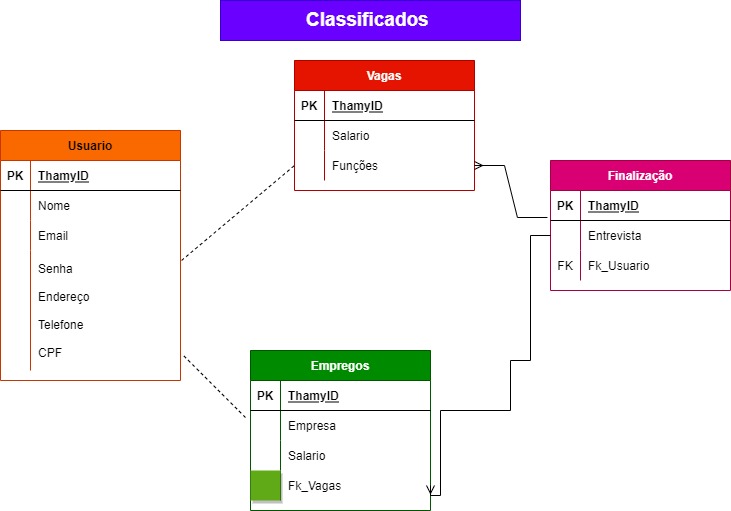 Classificados
Vagas
PK ThamyID
Salario
Funções
Usuario
PK ThamyID
Nome
Email
Senha
Endereço
Telefone
CPF
Finalização
PK ThamyID
Entrevista
FK Fk_Usuario
Empregos
PK ThamyID
Empresa
Salario
Fk_Vagas